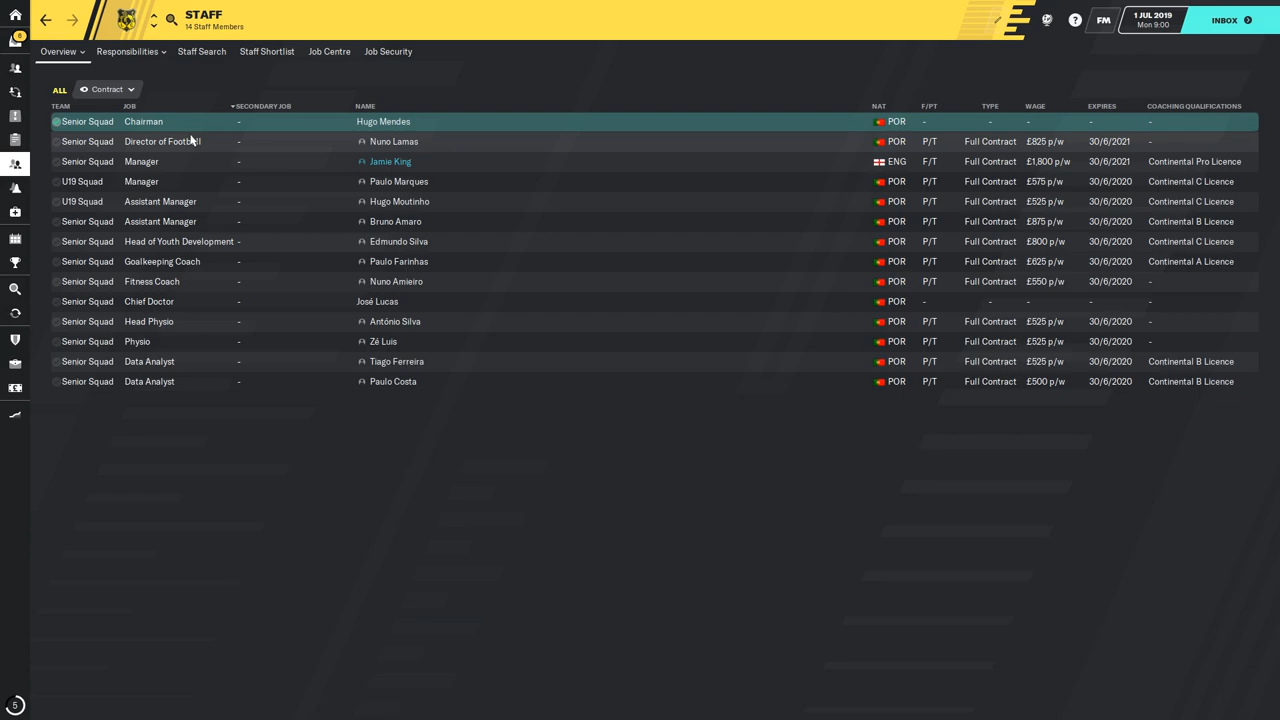 STAFF
14 Staff Members
6
FM
1 JUL 2019
Mon 9:00
INBOX
Overview Responsibilities Staff Search Staff Shortlist Job Centre Job Security
ALL Contract
TEAM JOB SECONDARY JOB NAME NAT F/PT TYPE WAGE EXPIRES COACHING QUALIFICATIONS
Senior Squad Chairman - Hugo Mendes POR - - - - -
Senior Squad Director of Football - Nuno Lamas POR P/T Full Contract £825 p/w 30/6/2021 -
Senior Squad Manager - Jamie King ENG F/T Full Contract £1,800 p/w 30/6/2021 Continental Pro Licence
U19 Squad Manager - Paulo Marques POR P/T Full Contract £575 p/w 30/6/2020 Continental C Licence
U19 Squad Assistant Manager - Hugo Moutinho POR P/T Full Contract £525 p/w 30/6/2020 Continental C Licence
Senior Squad Assistant Manager - Bruno Amaro POR P/T Full Contract £875 p/w 30/6/2020 Continental B Licence
Senior Squad Head of Youth Development - Edmundo Silva POR P/T Full Contract £800 p/w 30/6/2020 Continental C Licence
Senior Squad Goalkeeping Coach - Paulo Farinhas POR P/T Full Contract £625 p/w 30/6/2020 Continental A Licence
Senior Squad Fitness Coach - Nuno Amieiro POR P/T Full Contract £550 p/w 30/6/2020 -
Senior Squad Chief Doctor - José Lucas POR - - - - -
Senior Squad Head Physio - António Silva POR P/T Full Contract £525 p/w 30/6/2020 -
Senior Squad Physio - Zé Luis POR P/T Full Contract £525 p/w 30/6/2020 -
Senior Squad Data Analyst - Tiago Ferreira POR P/T Full Contract £525 p/w 30/6/2020 Continental B Licence
Senior Squad Data Analyst - Paulo Costa POR P/T Full Contract £500 p/w 30/6/2020 Continental B Licence
5